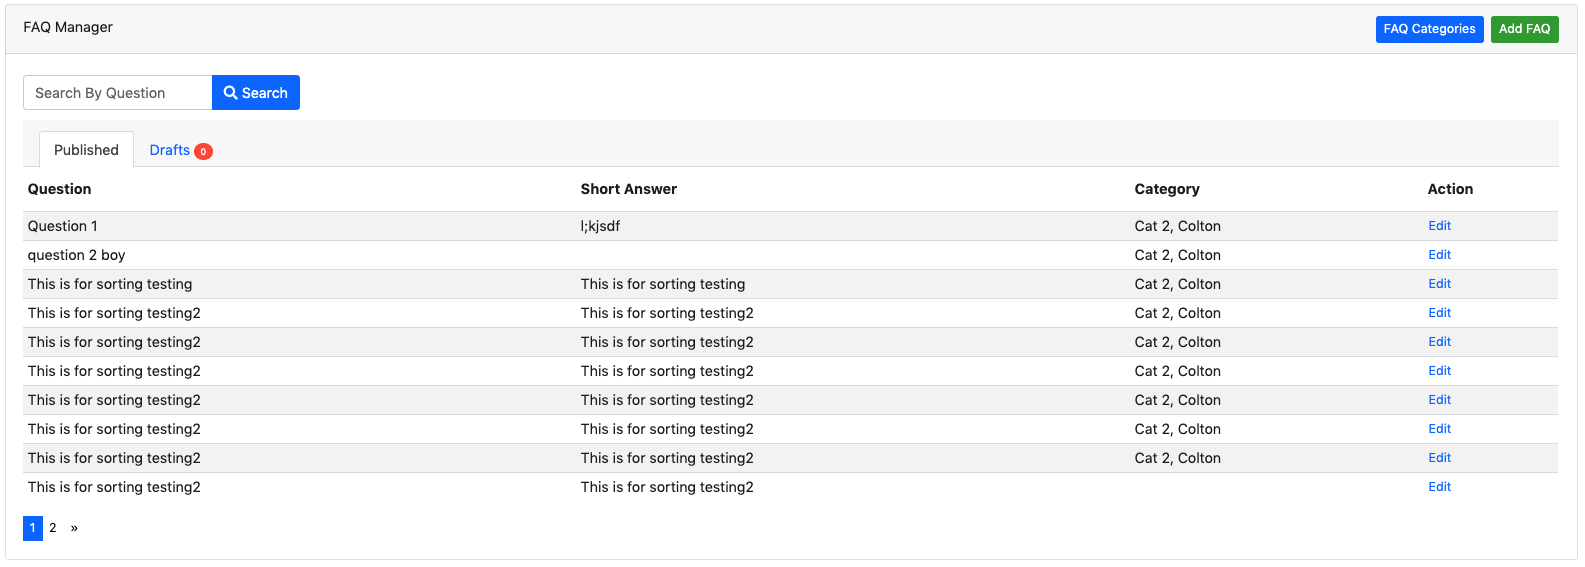 FAQ Manager FAQ Categories Add FAQ
Search By Question Search
Published Drafts 0
Question Short Answer Category Action
Question 1 l;kjsdf Cat 2, Colton Edit
question 2 boy Cat 2, Colton Edit
This is for sorting testing This is for sorting testing Cat 2, Colton Edit
This is for sorting testing2 This is for sorting testing2 Cat 2, Colton Edit
This is for sorting testing2 This is for sorting testing2 Cat 2, Colton Edit
This is for sorting testing2 This is for sorting testing2 Cat 2, Colton Edit
This is for sorting testing2 This is for sorting testing2 Cat 2, Colton Edit
This is for sorting testing2 This is for sorting testing2 Cat 2, Colton Edit
This is for sorting testing2 This is for sorting testing2 Cat 2, Colton Edit
This is for sorting testing2 This is for sorting testing2 Edit
1 2 »